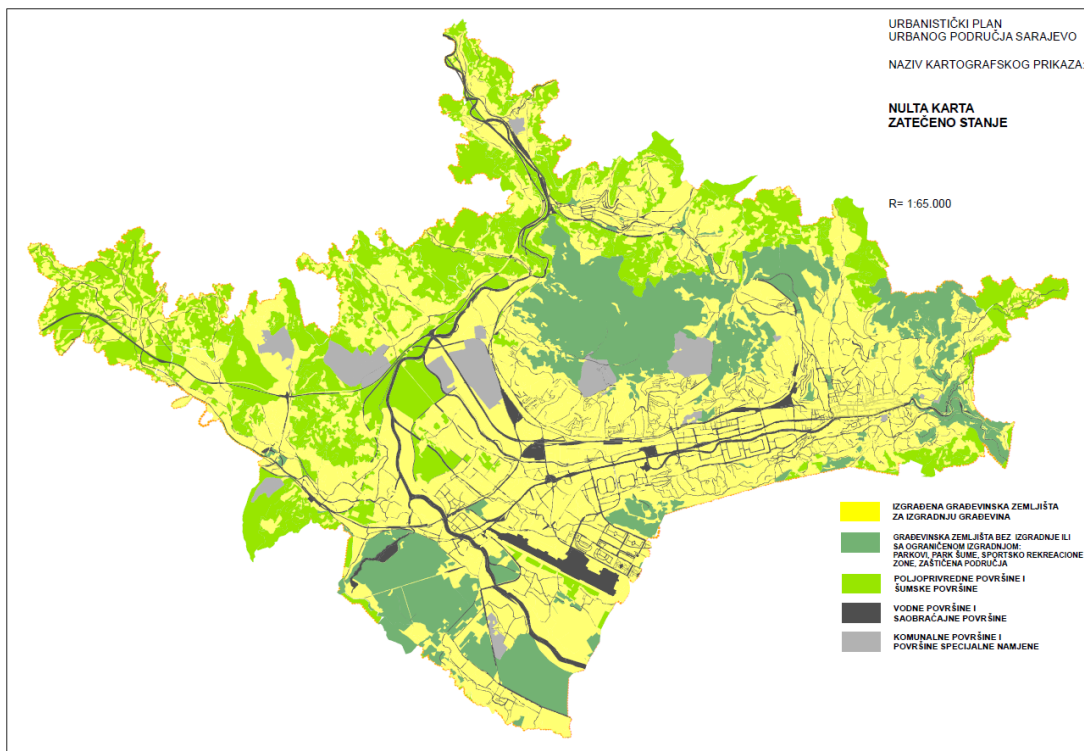 URBANISTIČKI PLAN
URBANOG PODRUČJA SARAJEVO
NAZIV KARTOGRAFSKOG PRIKAZA:
NULTA KARTA
ZATEČENO STANJE
R= 1:65.000
IZGRAĐENA GRAĐEVINSKA ZEMLJIŠTA
ZA IZGRADNJU GRAĐEVINA
GRAĐEVINSKA ZEMLJIŠTA BEZ IZGRADNJE ILI
SA OGRANIČENOM IZGRADNJOM:
PARKOVI, PARK ŠUME, SPORTSKO REKREACIONE
ZONE, ZAŠTIČENA PODRUČJA
POLJOPRIVREDNE POVRŠINE I
ŠUMSKE POVRŠINE
VODNE POVRŠINE I
SAOBRAĆAJNE POVRŠINE
KOMUNALNE POVRŠINE I
POVRŠINE SPECIJALNE NAMJENE